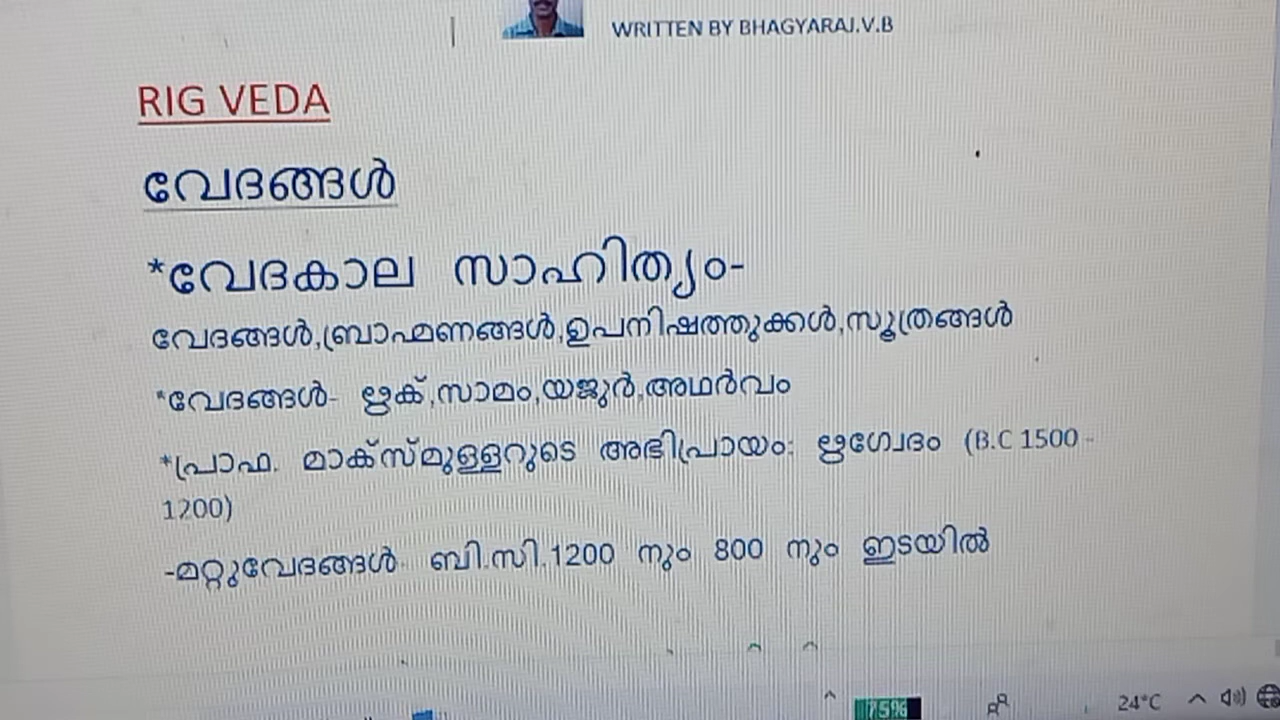 WRITTEN BY BHAGYARAJ.V.B
RIG VEDA
വേദങ്ങൾ
*വേദകാല സാഹിത്യം-
വേദങ്ങൾ,ബ്രാഹ്മണങ്ങൾ,ഉപനിഷത്തുക്കൾ,സൂത്രങ്ങൾ
*വേദങ്ങൾ- ഋക്,സാമം,യജുർ,അഥർവം
*പ്രാഫ. മാക്സ്മുള്ളറുടെ അഭിപ്രായം: ഋഗ്വേദം (B.C 1500 -
1200)
-മറ്റുവേദങ്ങൾ ബി.സി.1200 നും 800 നും ഇടയിൽ
75%
24°C